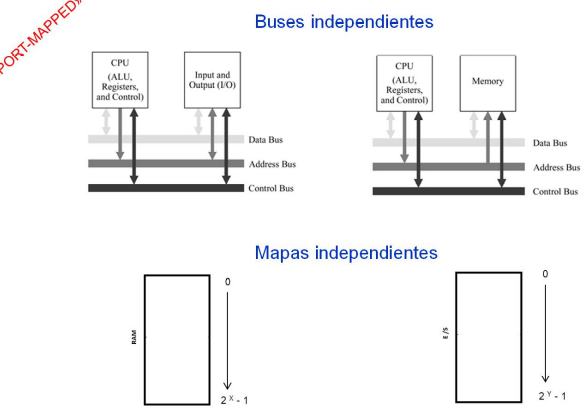 PORT-MAPPED»
Buses independientes
CPU
(ALU,
Registers,
and Control)
Input and
Output (I/O)
Data Bus
Address Bus
Control Bus
CPU
(ALU,
Registers,
and Control)
Memory
Data Bus
Address Bus
Control Bus
Mapas independientes
RAM
0
2 X - 1
E /S
0
2 Y - 1